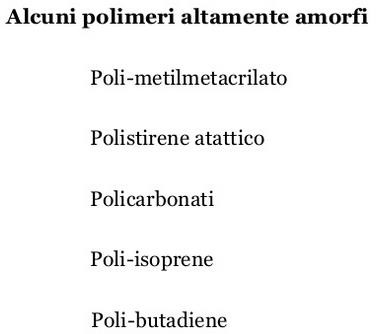 Alcuni polimeri altamente amorfi
Poli-metilmetacrilato
Polistirene atattico
Policarbonati
Poli-isoprene
Poli-butadiene